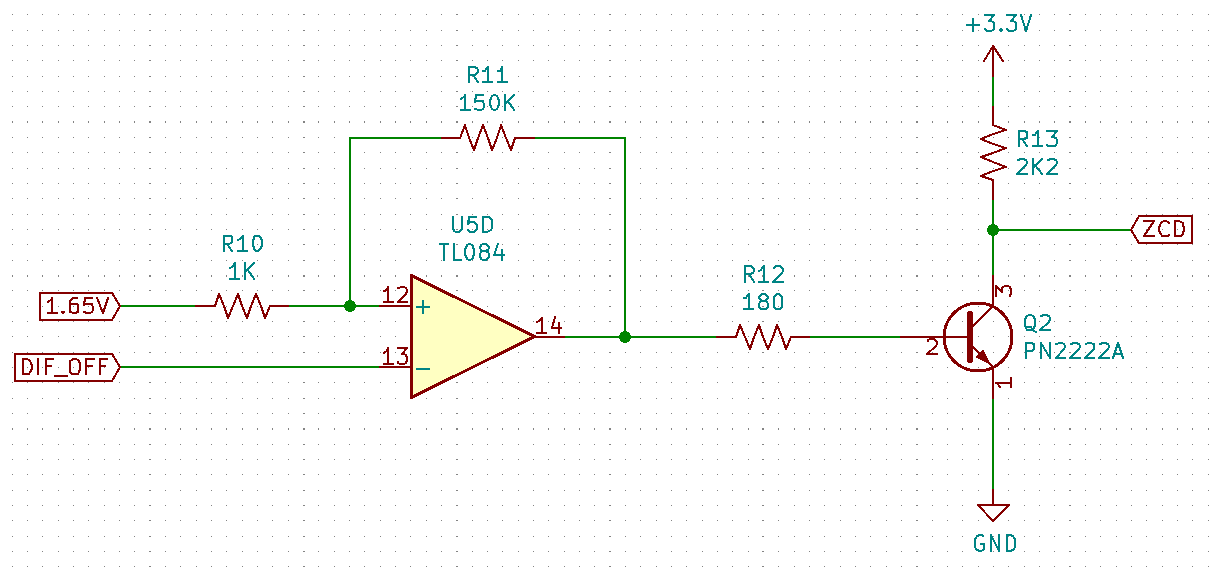 +3.3V
R11
150K
R13
2K2
U5D
TL084
ZCD
R10
1K
R12
180
12
+
1.65V
3
14
Q2
PN2222A
2
13
-
DIF_OFF
1
GND